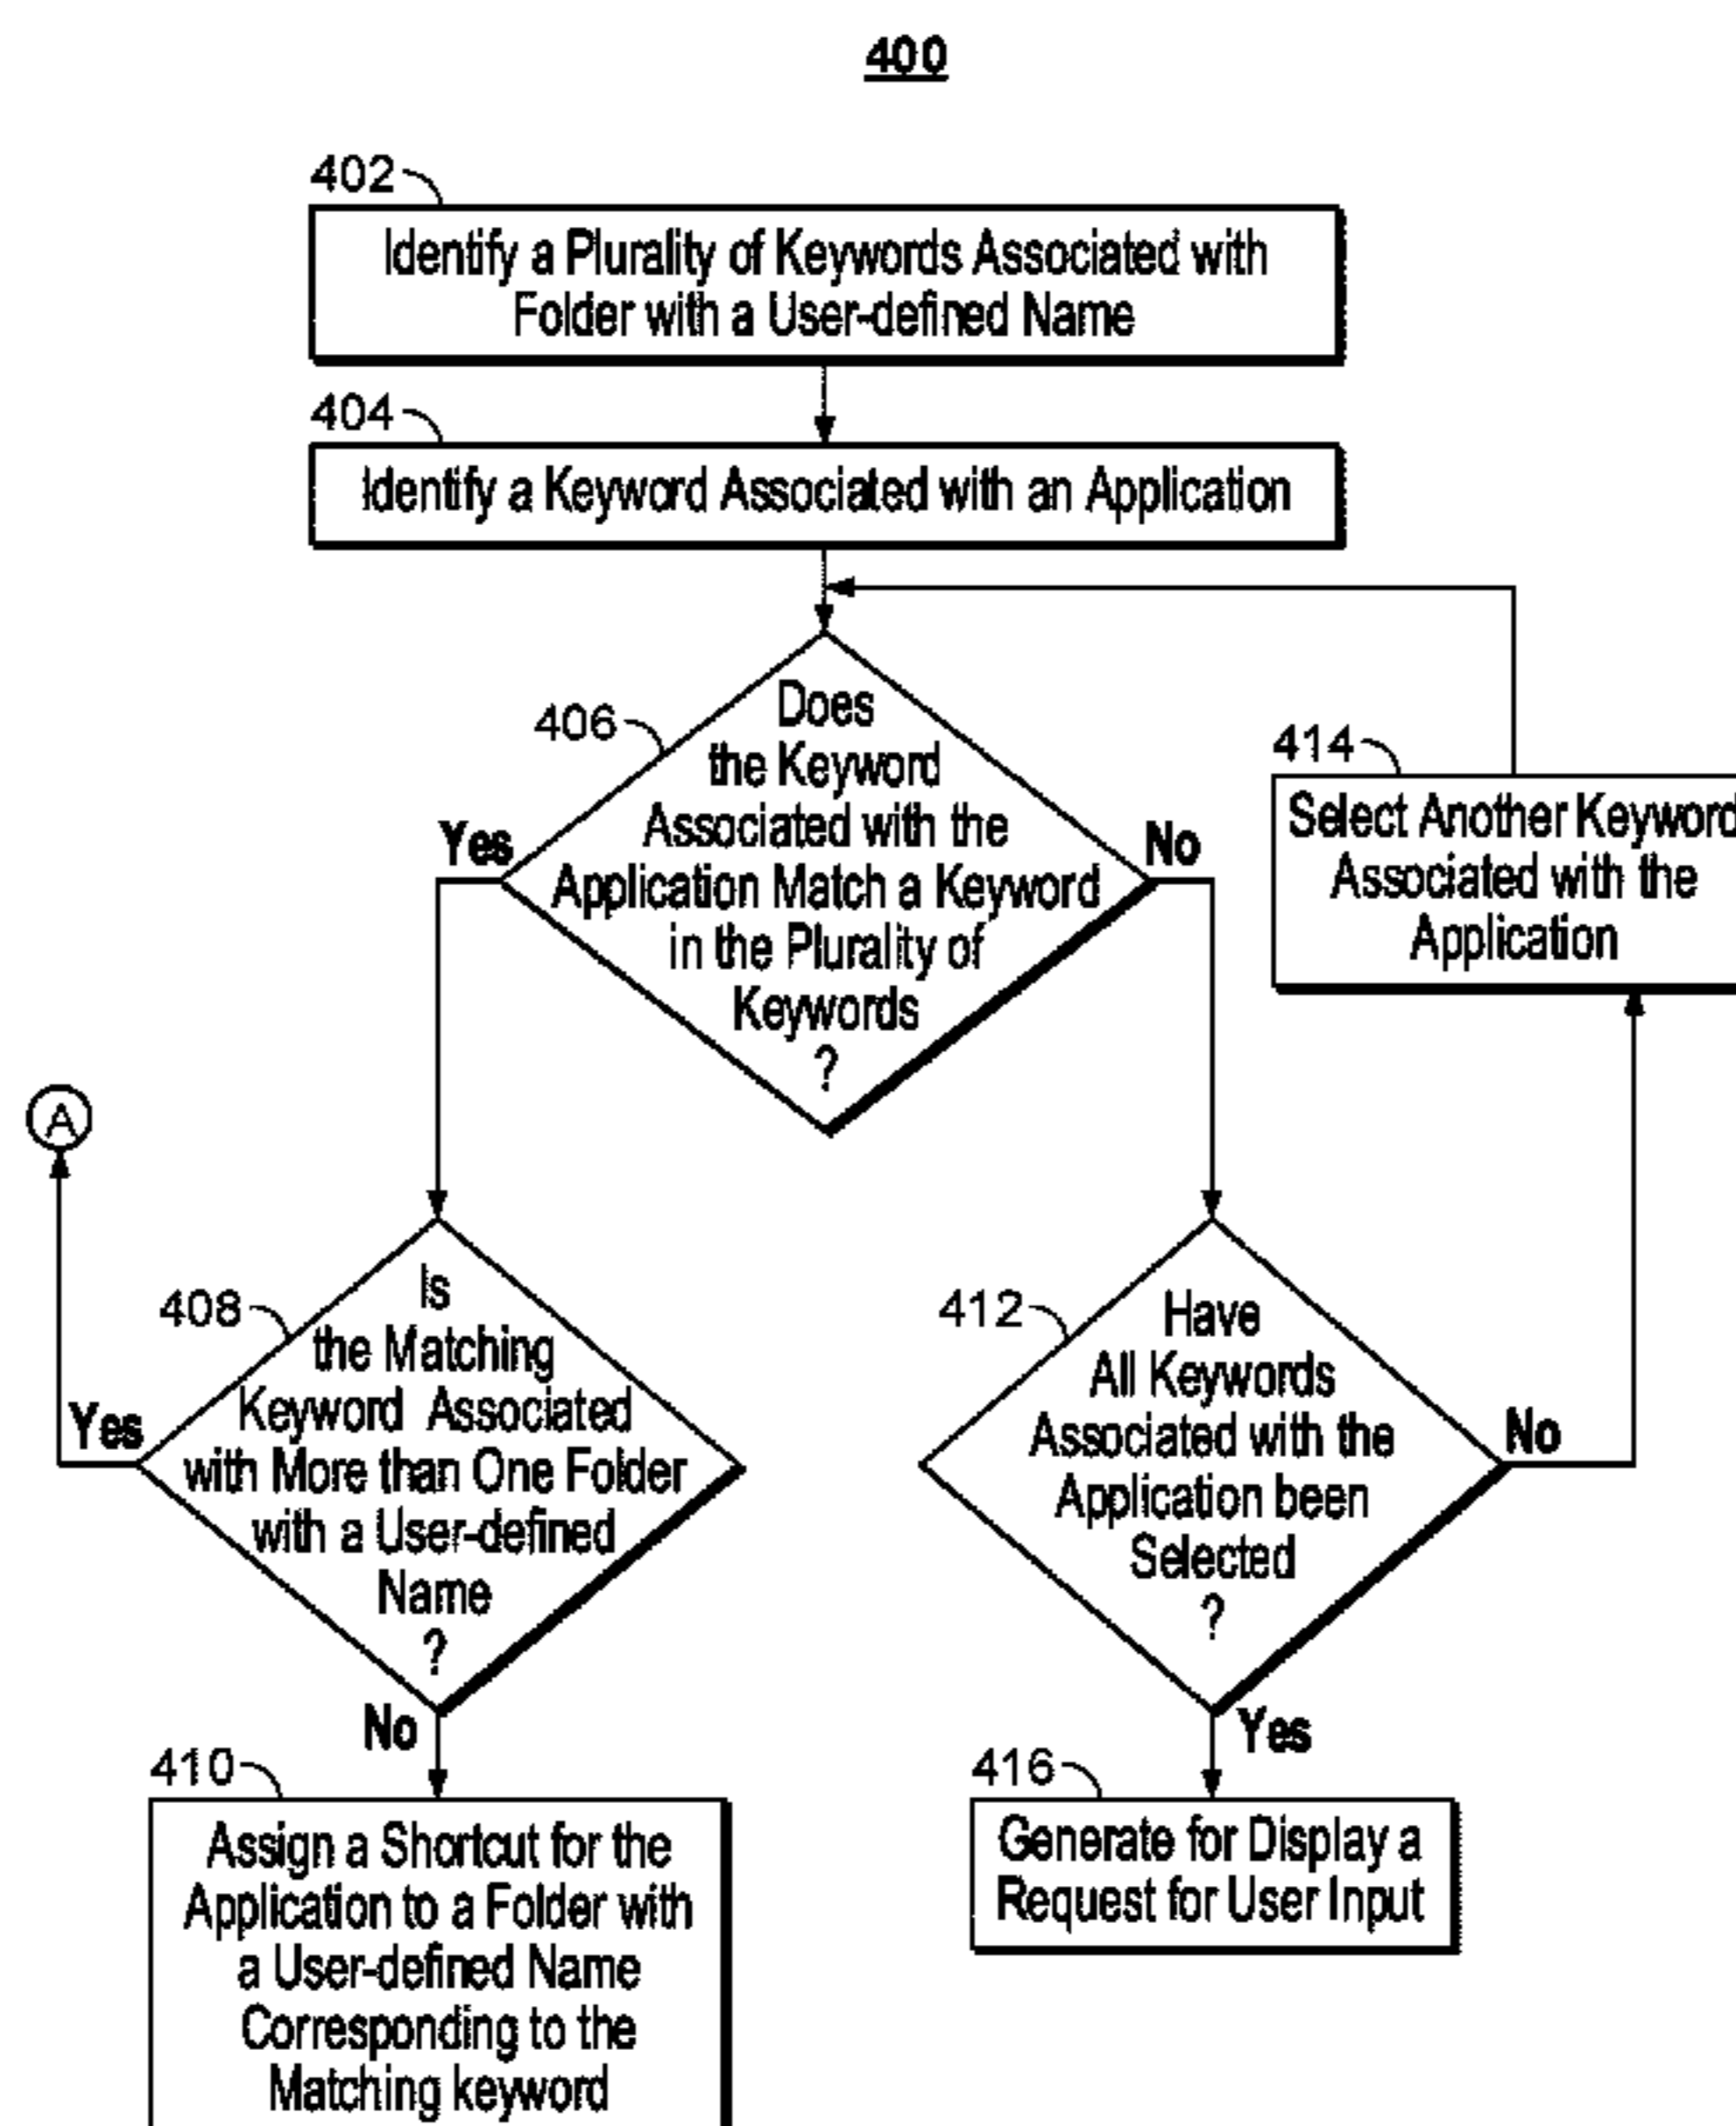 400
402
Identify a Plurality of Keywords Associated with
Folder with a User-defined Name
404
Identify a Keyword Associated with an Application
406
Does
the Keyword
Associated with the
Application Match a Keyword
in the Plurality of
Keywords
?
Yes
No
414
Select Another Keyword
Associated with the
Application
A
408
Is
the Matching
Keyword Associated
with More than One Folder
with a User-defined
Name
?
Yes
No
412
Have
All Keywords
Associated with the
Application been
Selected
?
No
Yes
410
Assign a Shortcut for the
Application to a Folder with
a User-defined Name
Corresponding to the
Matching keyword
416
Generate for Display a
Request for User Input